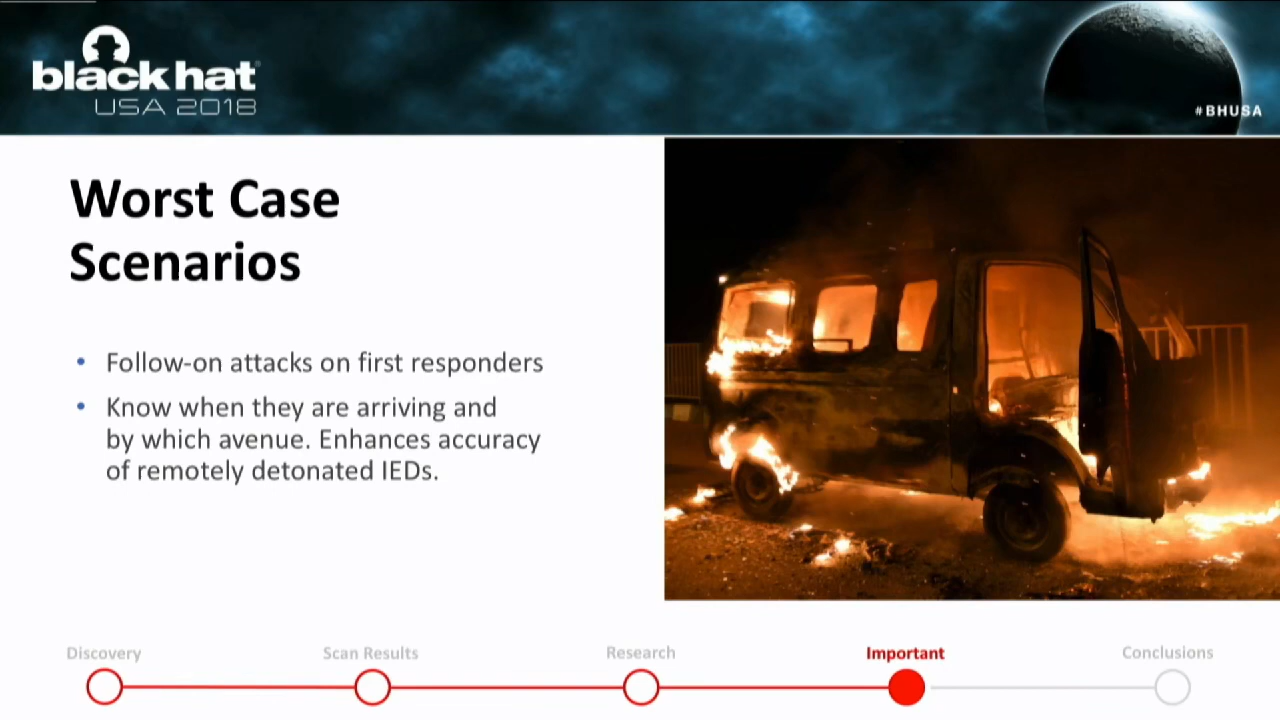 black hat
USA 2018
#BHUSA
Worst Case
Scenarios
• Follow-on attacks on first responders
• Know when they are arriving and
by which avenue. Enhances accuracy
of remotely detonated IEDs.
Discovery
Scan Results
Research
Important
Conclusions